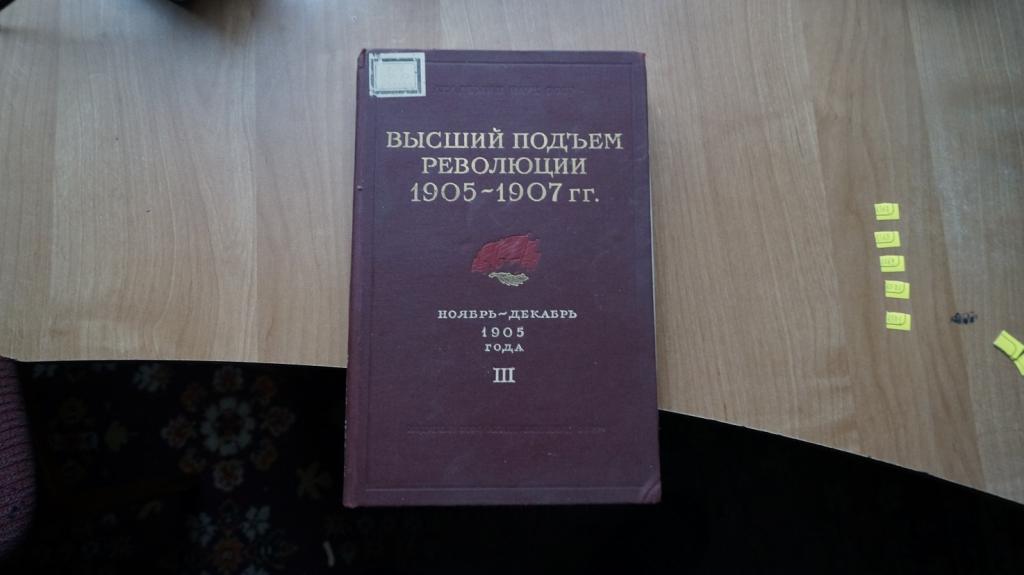 ВЫСШИЙ ПОДЪЕМ
РЕВОЛЮЦИИ
1905~1907 гг.
НОЯБРЬ~ДЕКАБРЬ
1905
ГОДА
III